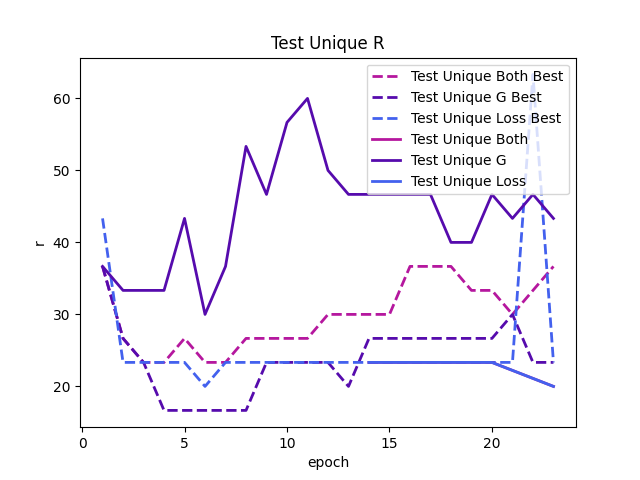 Test Unique R
Test Unique Both Best
Test Unique G Best
Test Unique Loss Best
Test Unique Both
Test Unique G
Test Unique Loss
60
50
40
30
20
r
0
5
10
15
20
epoch